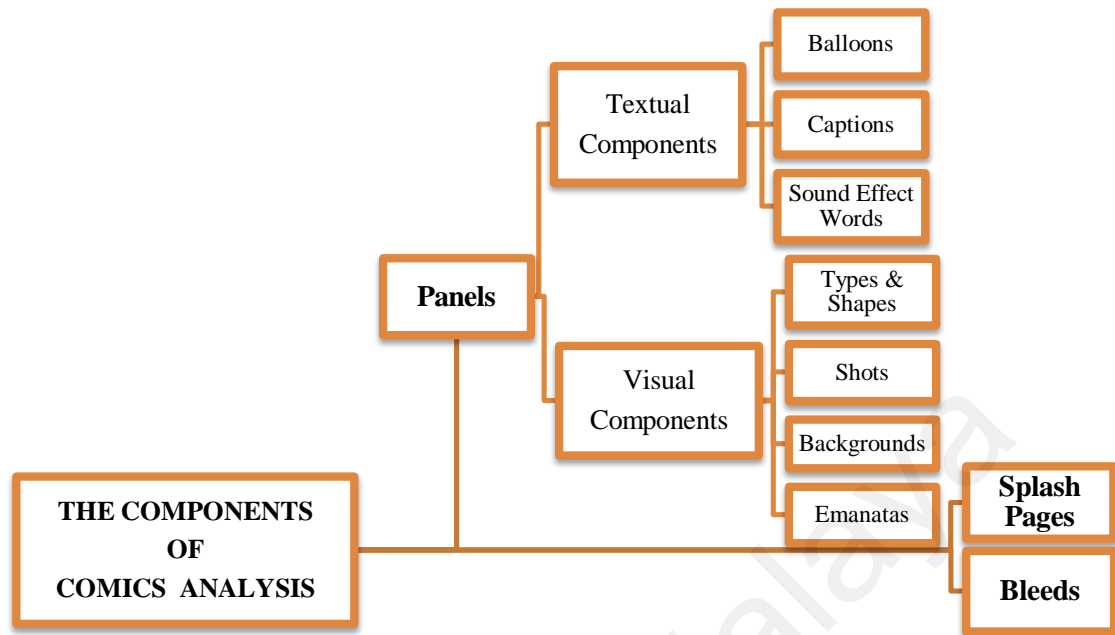 THE COMPONENTS
OF
COMICS ANALYSIS
Panels
Textual
Components
Balloons
Captions
Sound Effect
Words
Visual
Components
Types &
Shapes
Shots
Backgrounds
Emanatas
Splash
Pages
Bleeds